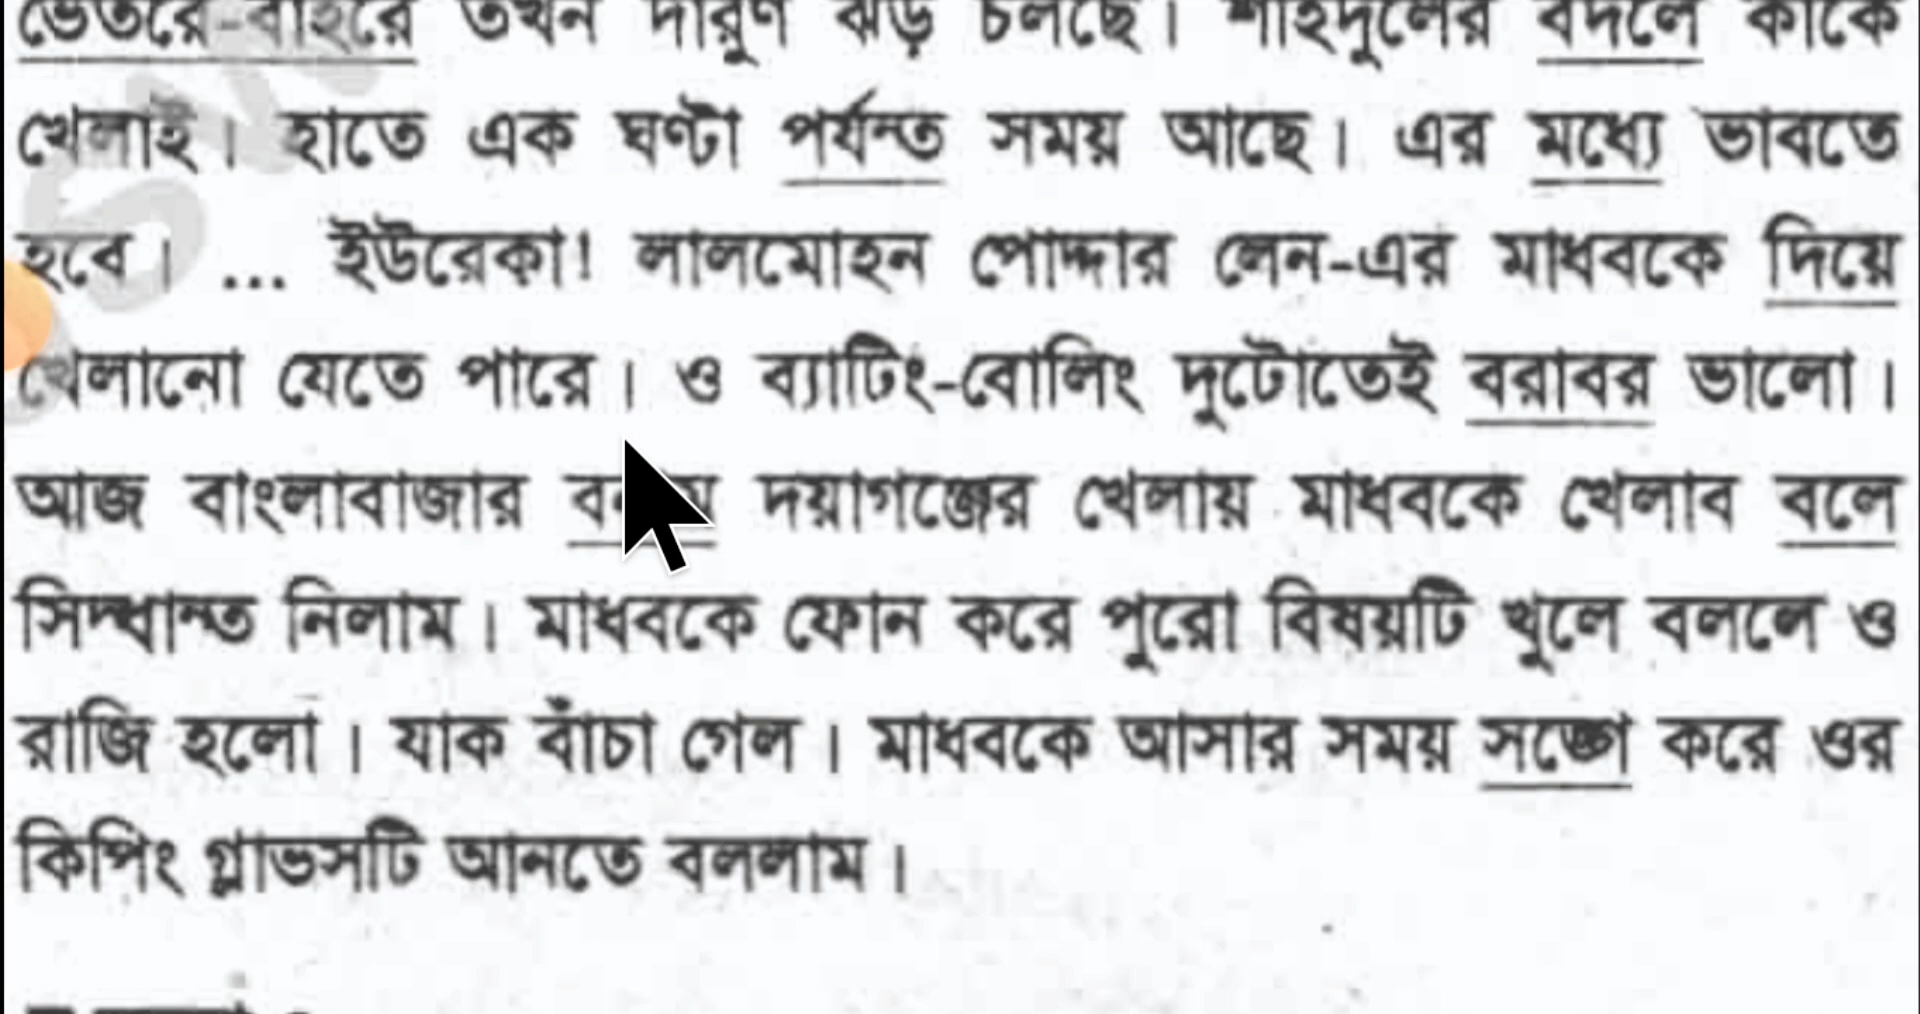 ভেতরে-বাইরে তখন দারুণ ঝড় চলছে। শাহিদুলের বদলে কাকে
খেলাই। হাতে এক ঘণ্টা পর্যন্ত সময় আছে। এর মধ্যে ভাবতে
হবে। ... ইউরেকা! লালমোহন পোদ্দার লেন-এর মাধবকে দিয়ে
খেলানো যেতে পারে। ও ব্যাটিং-বোলিং দুটোতেই বরাবর ভালো।
আজ বাংলাবাজার দয়াগঞ্জের খেলায় মাধবকে খেলাব বলে
সিদ্ধান্ত নিলাম। মাধবকে ফোন করে পুরো বিষয়টি খুলে বললে ও
রাজি হলো। যাক বাঁচা গেল। মাধবকে আসার সময় সঙ্গে করে ওর
কিপিং গ্লাভসটি আনতে বললাম।